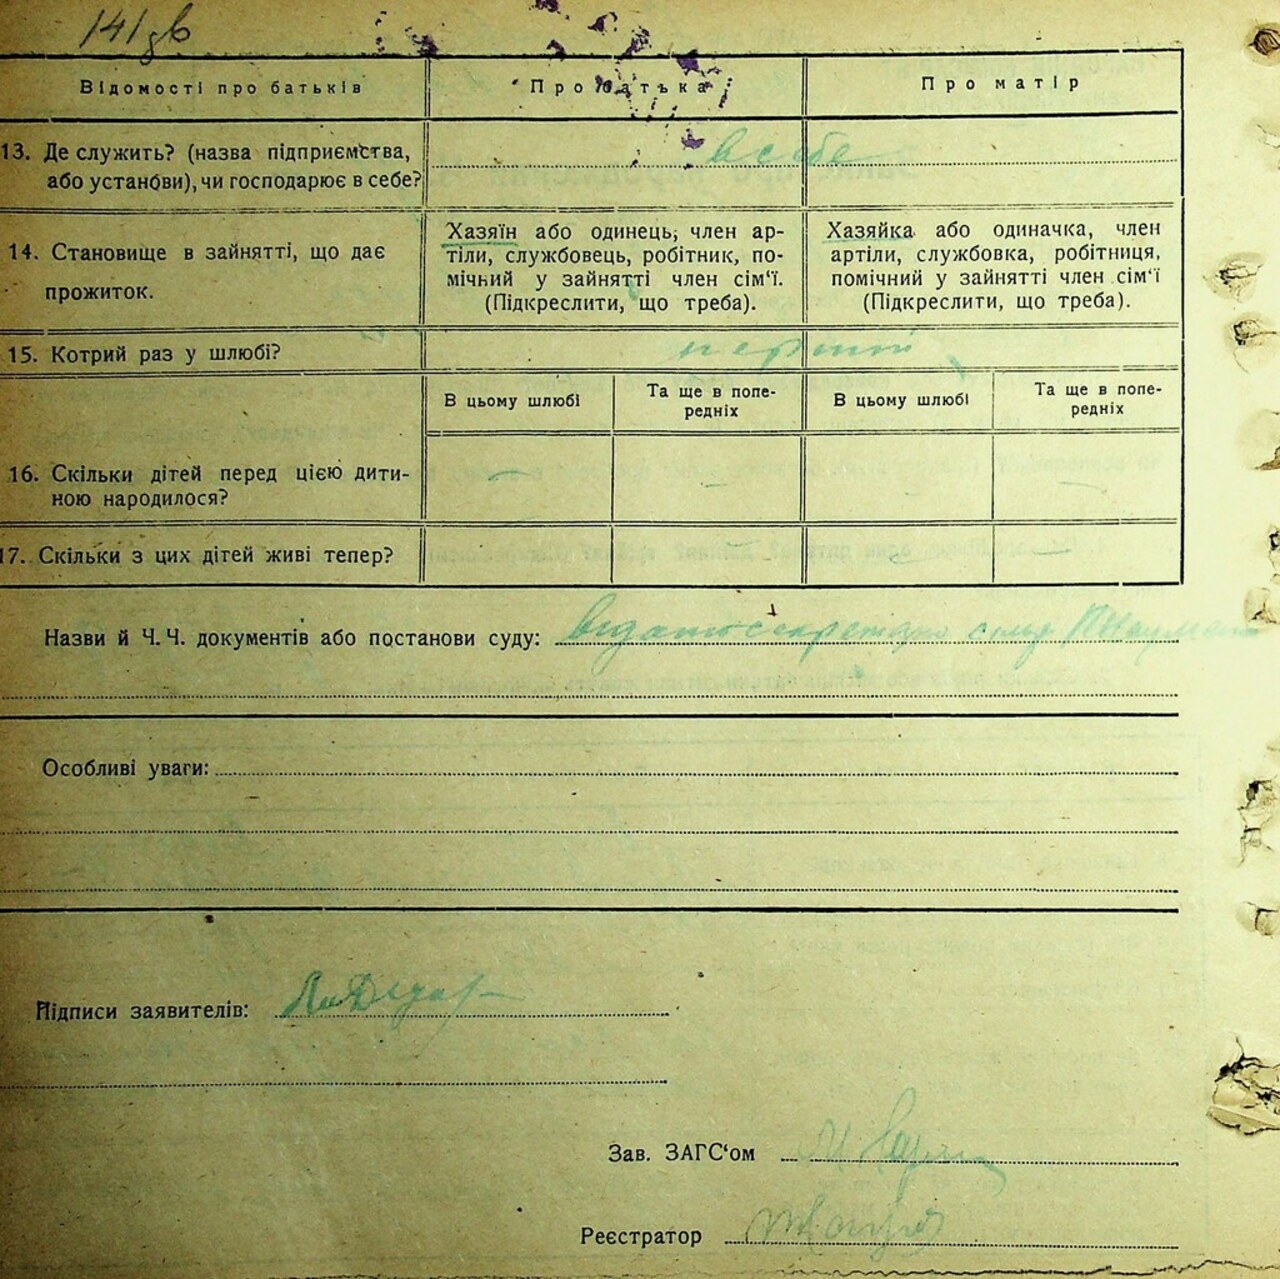 141 зв
Відомості про батьків
Про батька
Про матір
13. Де служить? (назва підприємства,
або установи), чи господарює в себе?
в себе
14. Становище в зайнятті, що дає
прожиток.
Хазяїн або одинець, член ар-
тіли, службовець, робітник, по-
мічний у зайнятті член сім'ї.
(Підкреслити, що треба).
Хазяйка або одиначка, член
артіли, службовка, робітниця,
помічний у зайнятті член сім'ї
(Підкреслити, що треба).
15. Котрий раз у шлюбі?
перший
В цьому шлюбі
Та ще в попе-
редніх
В цьому шлюбі
Та ще в попе-
редніх
16. Скільки дітей перед цією дити-
ною народилося?
17. Скільки з цих дітей живі тепер?
Назви й Ч.Ч. документів або постанови суду:
Особливі уваги:
Підписи заявителів:
Зав. ЗАГС'ом
Реєстратор